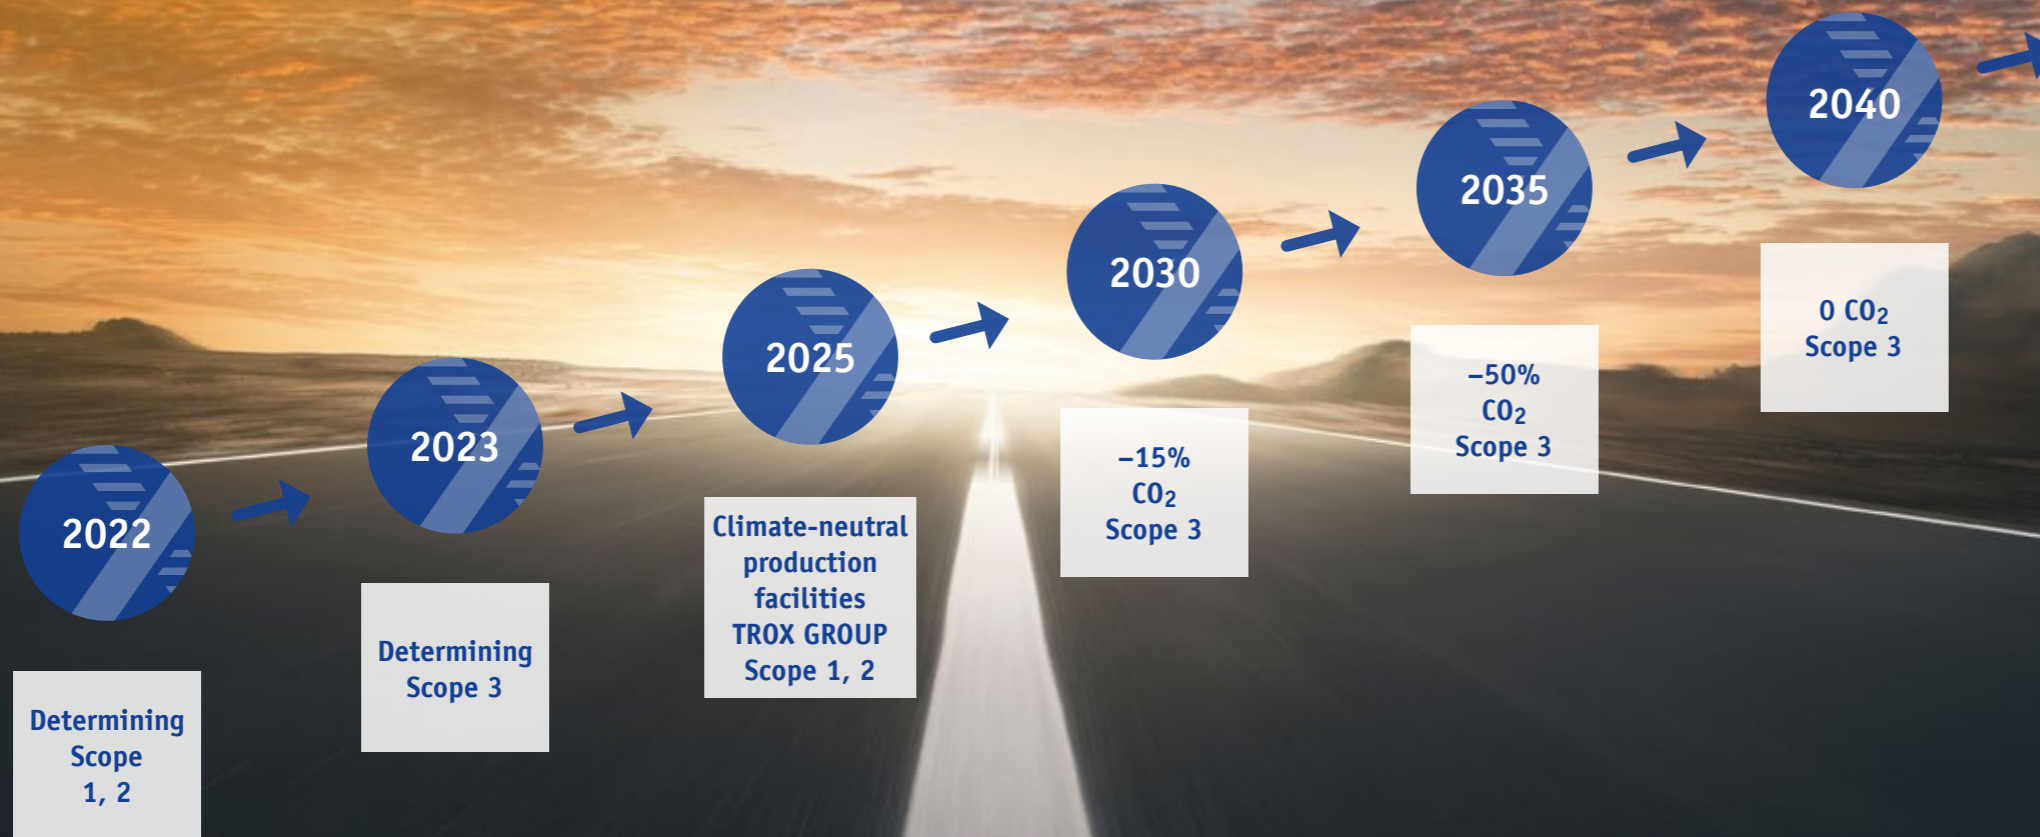 2022
Determining
Scope
1, 2
2023
Determining
Scope 3
2025
Climate-neutral
production
facilities
TROX GROUP
Scope 1, 2
2030
–15%
CO₂
Scope 3
2035
–50%
CO₂
Scope 3
2040
0 CO₂
Scope 3